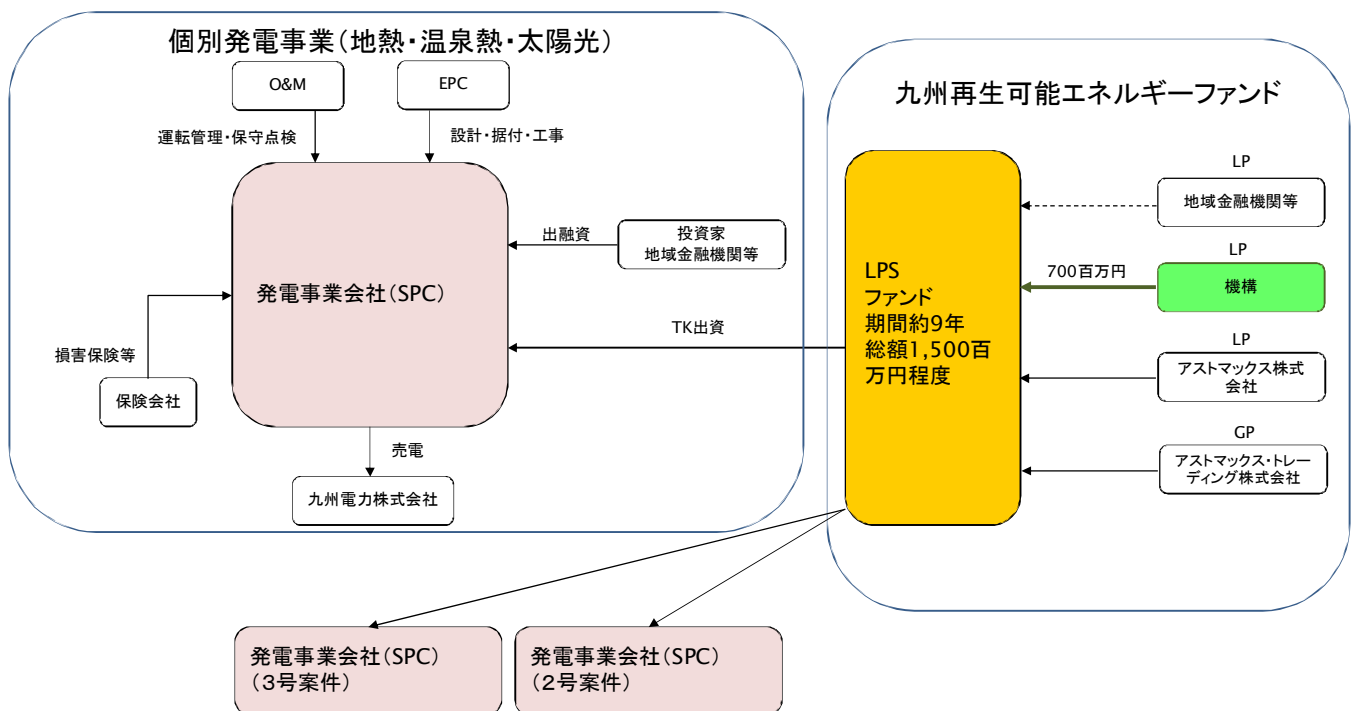 個別発電事業（地熱・温泉熱・太陽光）
O&M
EPC
運転管理・保守点検
設計・据付・工事
発電事業会社（SPC）
出融資
投資家
地域金融機関等
TK出資
損害保険等
保険会社
売電
九州電力株式会社
九州再生可能エネルギーファンド
LPS
ファンド
期間約9年
総額1,500百
万円程度
LP
地域金融機関等
LP
700百万円
機構
LP
アストマックス株式
会社
GP
アストマックス・トレー
ディング株式会社
発電事業会社（SPC）
（３号案件）
発電事業会社（SPC）
（２号案件）